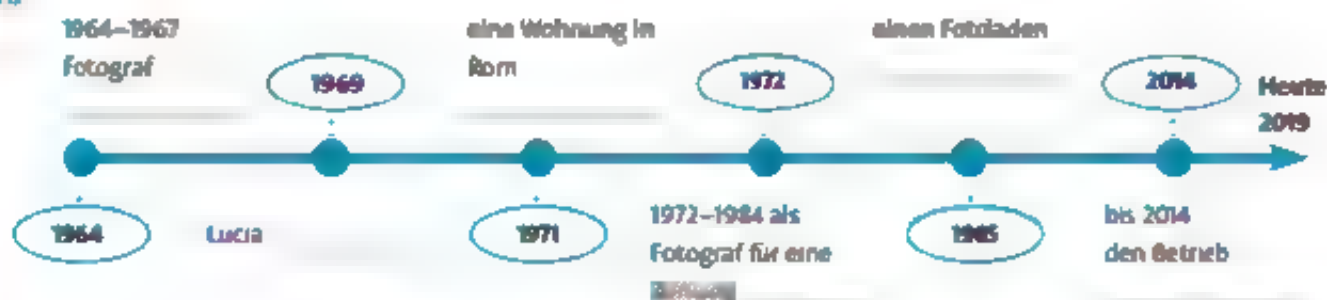 1964–1967
Fotograf
1969
eine Wohnung in
Rom
1972
einen Fotoladen
2014
Heute
2019
1964
Lucia
1971
1972–1984 als
Fotograf für eine
1985
bis 2014
den Betrieb